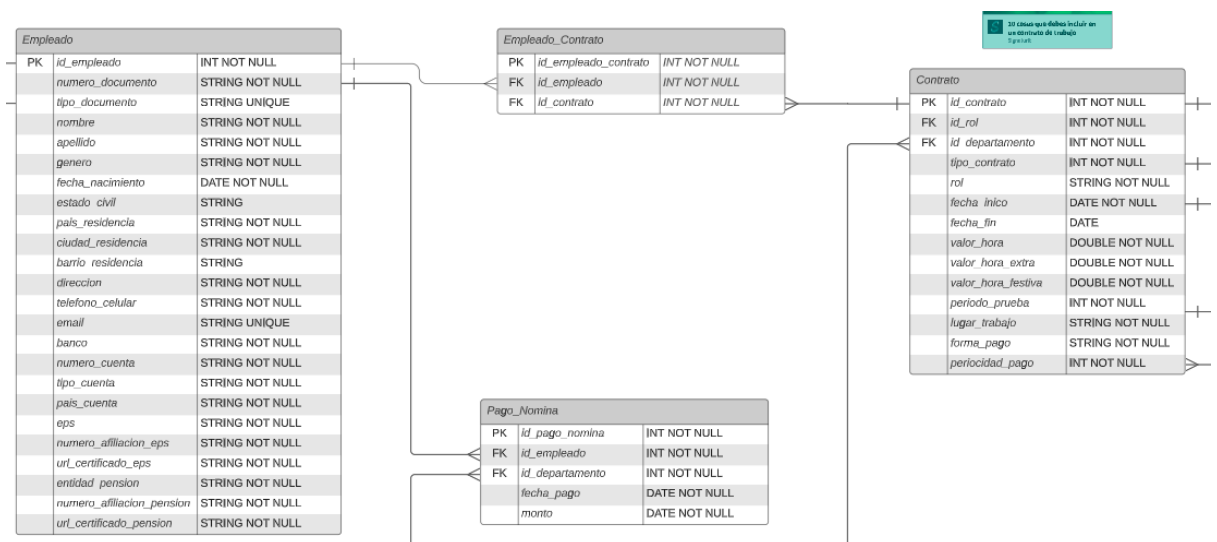 Empleado
PK id_empleado INT NOT NULL
numero_documento STRING NOT NULL
tipo_documento STRING UNIQUE
nombre STRING NOT NULL
apellido STRING NOT NULL
genero STRING NOT NULL
fecha_nacimiento DATE NOT NULL
estado civil STRING
pais_residencia STRING NOT NULL
ciudad_residencia STRING NOT NULL
barrio residencia STRING
direccion STRING NOT NULL
telefono_celular STRING NOT NULL
email STRING UNIQUE
banco STRING NOT NULL
numero_cuenta STRING NOT NULL
tipo_cuenta STRING NOT NULL
pais_cuenta STRING NOT NULL
eps STRING NOT NULL
numero_afiliacion_eps STRING NOT NULL
url_certificado_eps STRING NOT NULL
entidad pension STRING NOT NULL
numero_afiliacion_pension STRING NOT NULL
url_certificado_pension STRING NOT NULL
Empleado_Contrato
PK id_empleado_contrato INT NOT NULL
FK id_empleado INT NOT NULL
FK id_contrato INT NOT NULL
10 cosas que debes incluir en
un contrato de trabajo
Contrato
PK id_contrato INT NOT NULL
FK id_rol INT NOT NULL
FK id departamento INT NOT NULL
tipo_contrato INT NOT NULL
rol STRING NOT NULL
fecha inico DATE NOT NULL
fecha_fin DATE
valor_hora DOUBLE NOT NULL
valor_hora_extra DOUBLE NOT NULL
valor_hora_festiva DOUBLE NOT NULL
periodo_prueba INT NOT NULL
lugar_trabajo STRING NOT NULL
forma_pago STRING NOT NULL
periocidad_pago INT NOT NULL
Pago_Nomina
PK id_pago_nomina INT NOT NULL
FK id_empleado INT NOT NULL
FK id_departamento INT NOT NULL
fecha_pago DATE NOT NULL
monto DATE NOT NULL